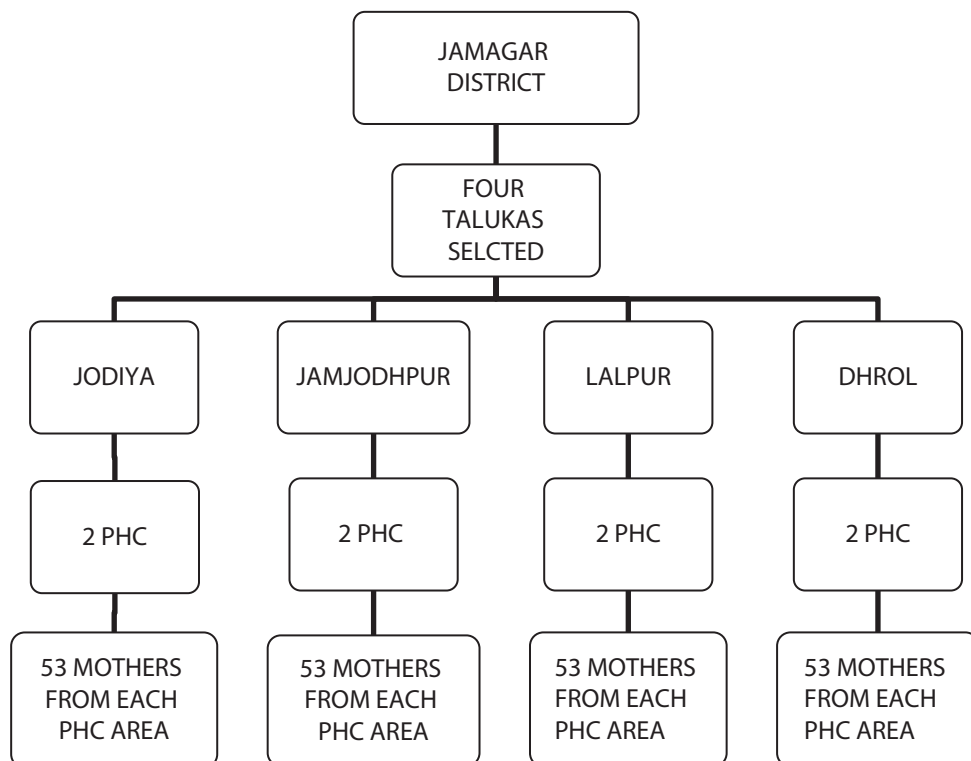 JAMAGAR
DISTRICT
FOUR
TALUKAS
SELCTED
JODIYA
JAMJODHPUR
LALPUR
DHROL
2 PHC
2 PHC
2 PHC
2 PHC
53 MOTHERS
FROM EACH
PHC AREA
53 MOTHERS
FROM EACH
PHC AREA
53 MOTHERS
FROM EACH
PHC AREA
53 MOTHERS
FROM EACH
PHC AREA